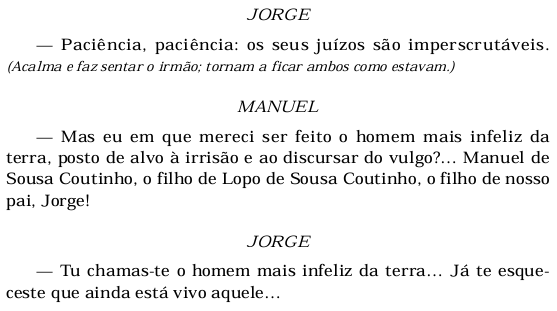 JORGE
— Paciência, paciência: os seus juízos são imperscrutáveis.
(Acalma e faz sentar o irmão; tornam a ficar ambos como estavam.)
MANUEL
— Mas eu em que mereci ser feito o homem mais infeliz da
terra, posto de alvo à irrisão e ao discursar do vulgo?... Manuel de
Sousa Coutinho, o filho de Lopo de Sousa Coutinho, o filho de nosso
pai, Jorge!
JORGE
— Tu chamas-te o homem mais infeliz da terra... Já te esque-
ceste que ainda está vivo aquele...